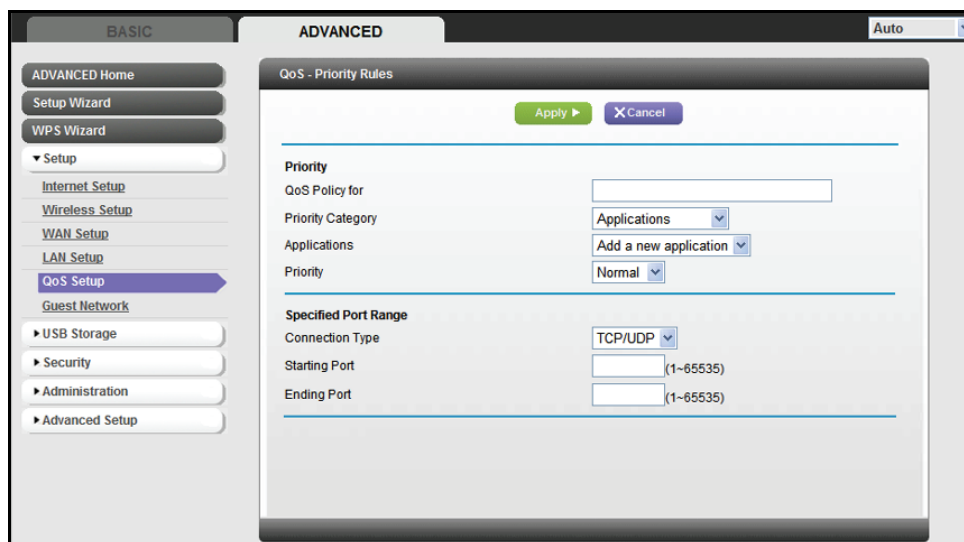 BASIC
ADVANCED
Auto
ADVANCED Home
Setup Wizard
WPS Wizard
Setup
Internet Setup
Wireless Setup
WAN Setup
LAN Setup
QoS Setup
Guest Network
USB Storage
Security
Administration
Advanced Setup
QoS - Priority Rules
Apply
Cancel
Priority
QoS Policy for
Priority Category Applications
Applications Add a new application
Priority Normal
Specified Port Range
Connection Type TCP/UDP
Starting Port (1~65535)
Ending Port (1~65535)